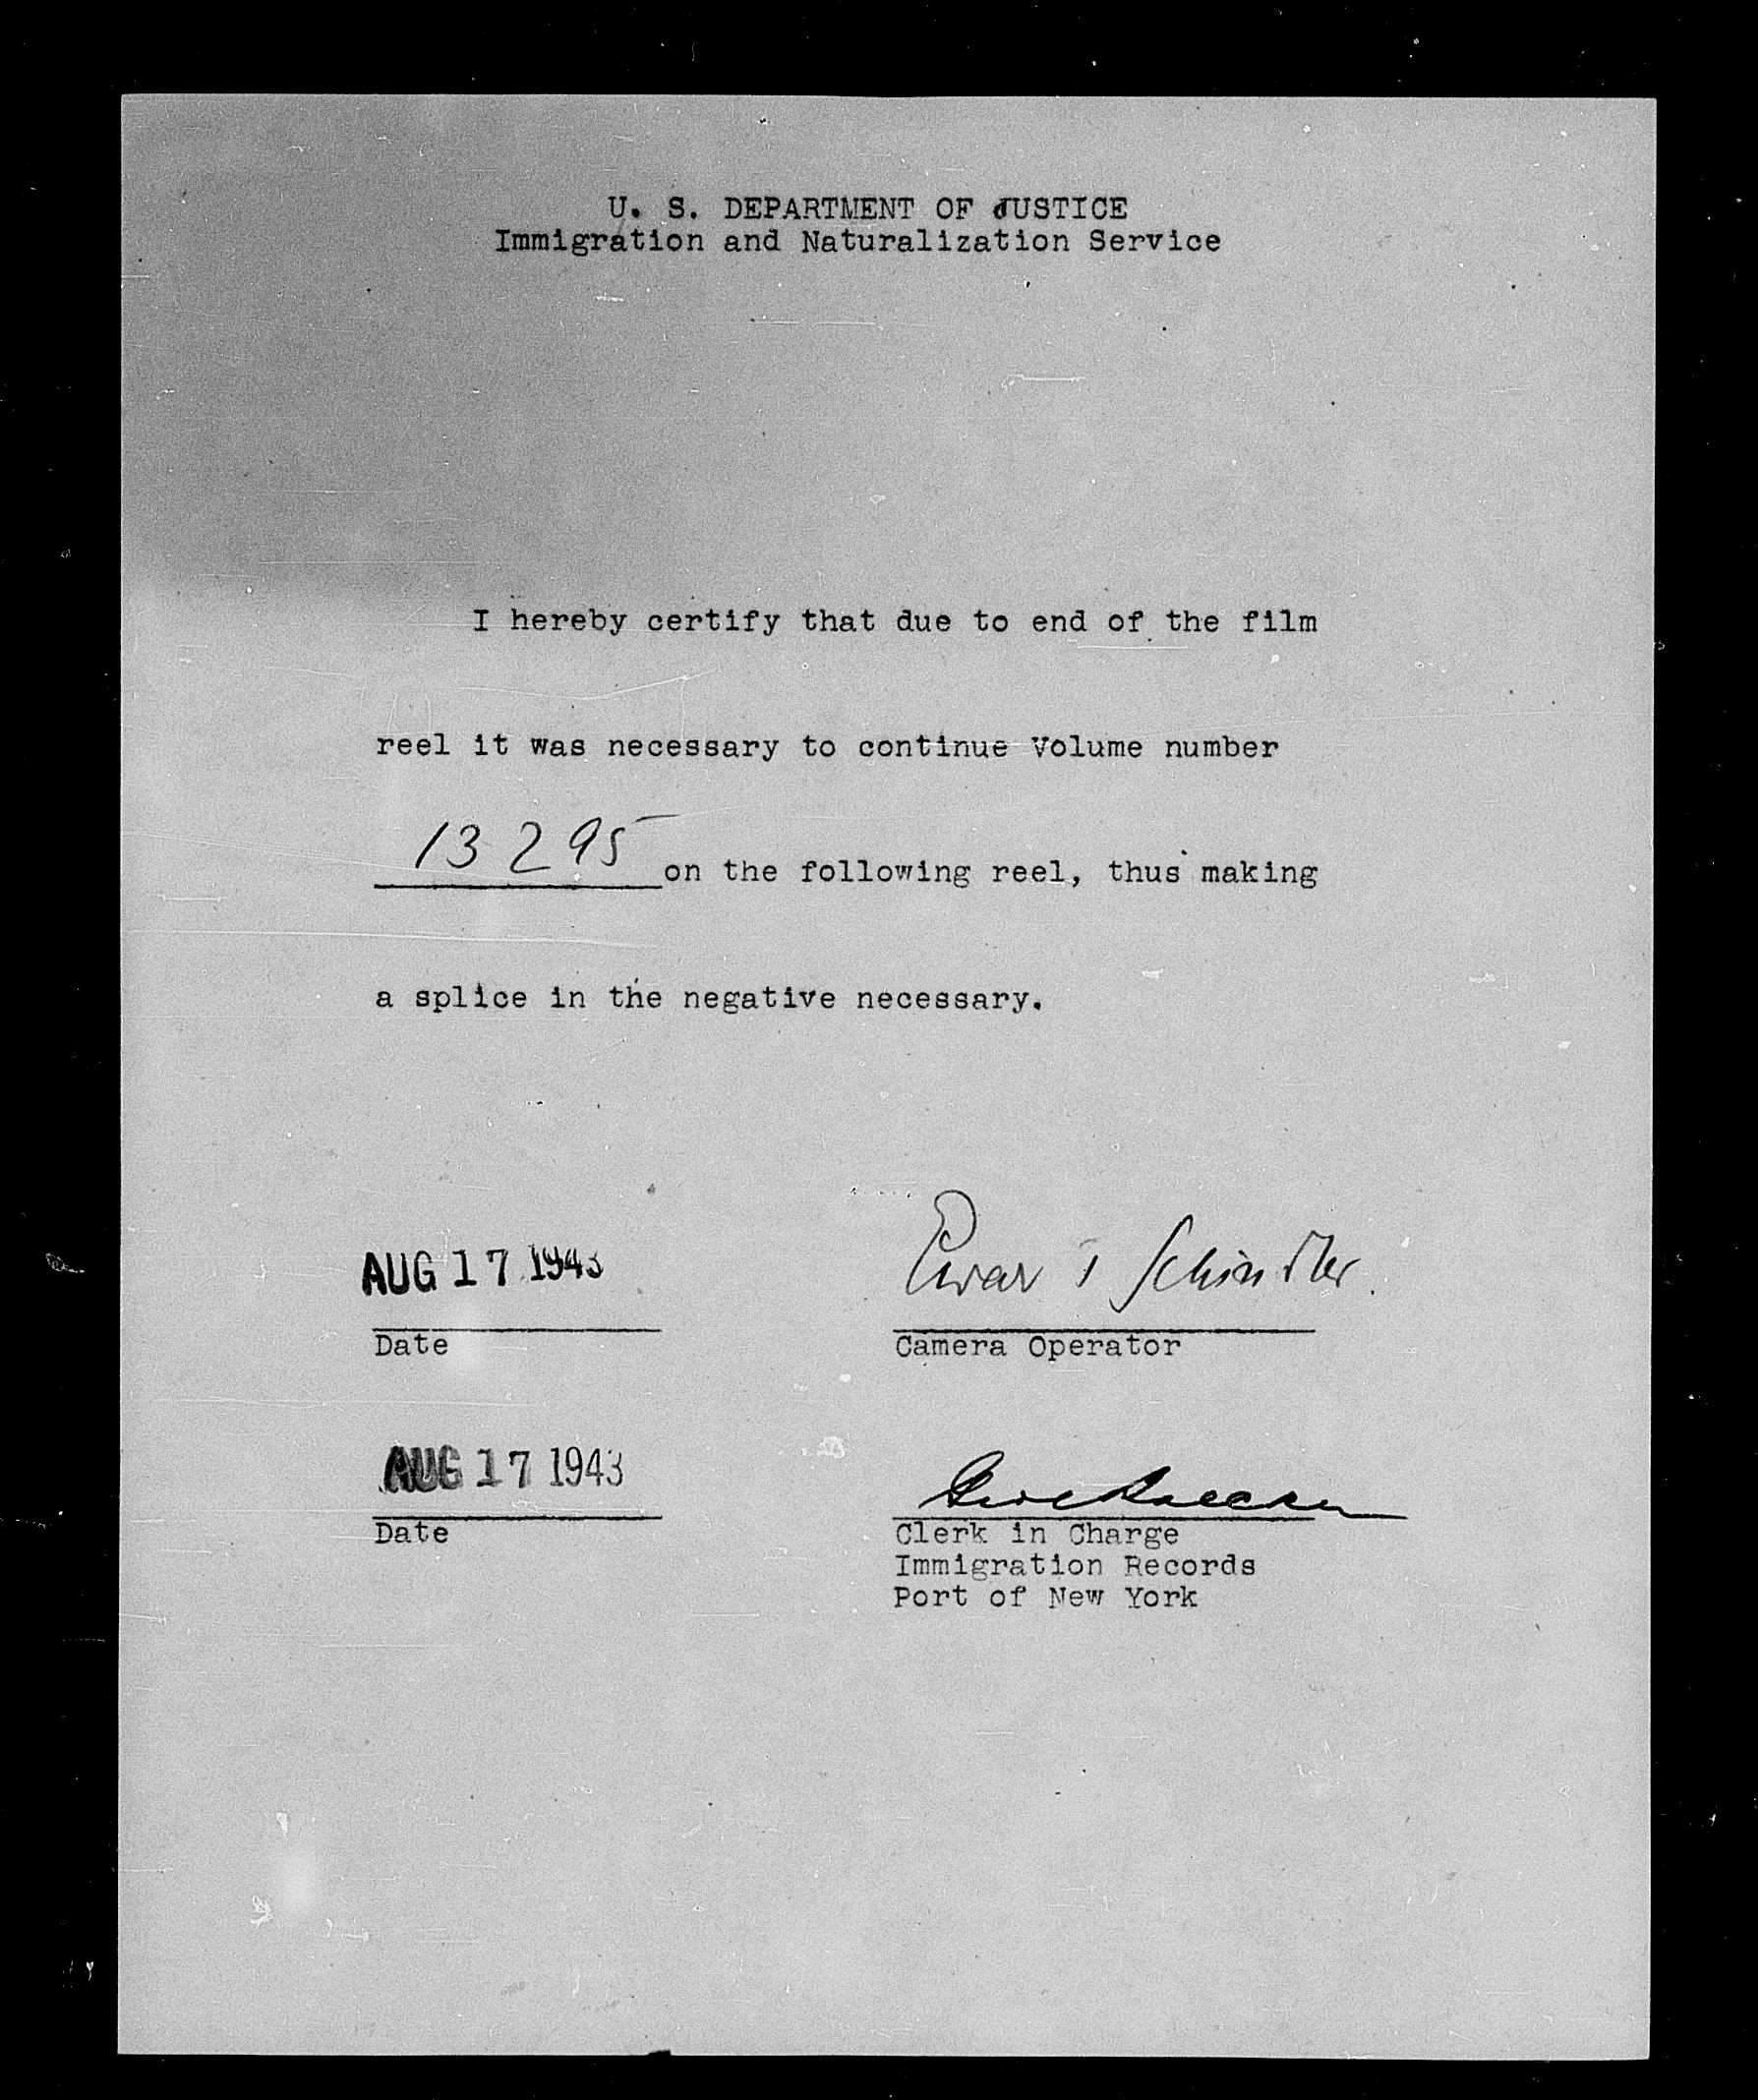 U. S. DEPARTMENT OF JUSTICE
Immigration and Naturalization Service
I hereby certify that due to end of the film
reel it was necessary to continue Volume number
13295 on the following reel, thus making
a splice in the negative necessary.
AUG 17 1943 Schindler
Date Camera Operator
AUG 17 1943
Date Clerk in Charge
Immigration Records
Port of New York